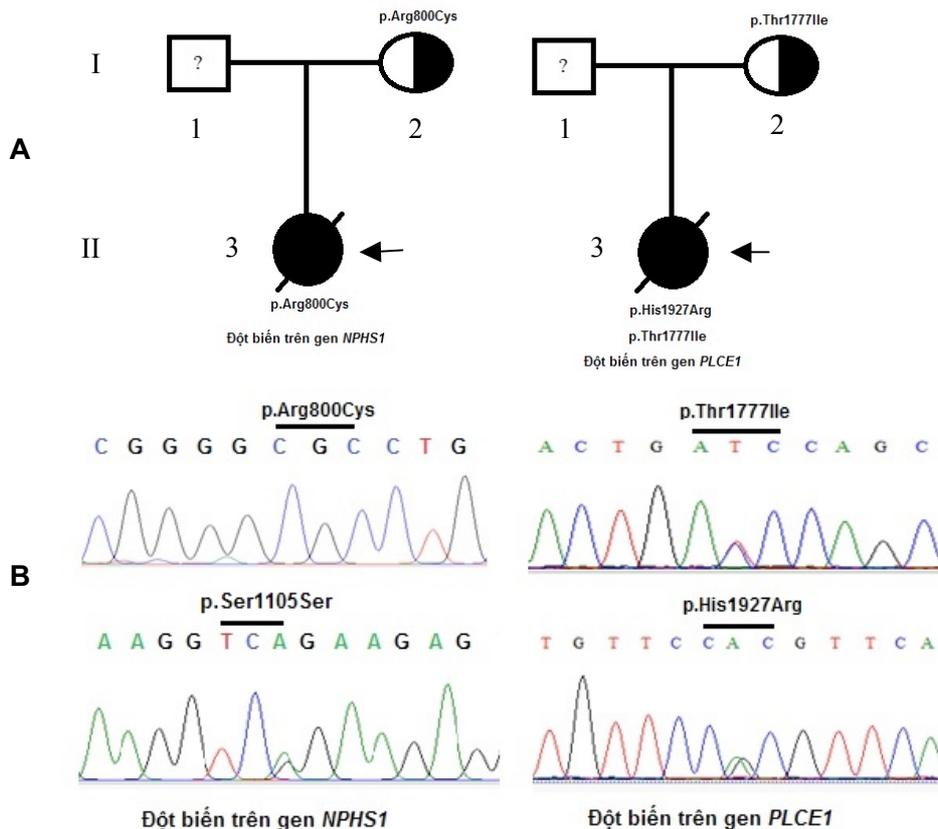 p.Arg800Cys
p.Thr1777Ile
I
?
?
1
2
1
2
A
II
3
3
p.Arg800Cys
Đột biến trên gen NPHS1
p.His1927Arg
p.Thr1777Ile
Đột biến trên gen PLCE1
B
p.Arg800Cys
C G G G G C G C C T G
p.Thr1777Ile
A C T G A T C C A G C
p.Ser1105Ser
A A G G T C A G A A G A G
p.His1927Arg
T G T T C C A C G T T C A
Đột biến trên gen NPHS1
Đột biến trên gen PLCE1